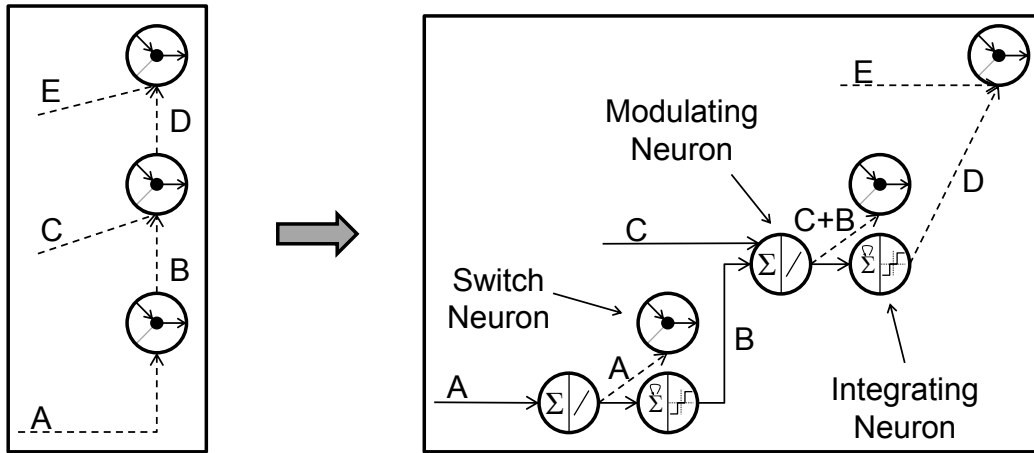 E
D
C
B
A
E
Modulating
Neuron
D
C
C+B
Σ
Σ
Switch
Neuron
B
A
A
Σ
Σ
Integrating
Neuron